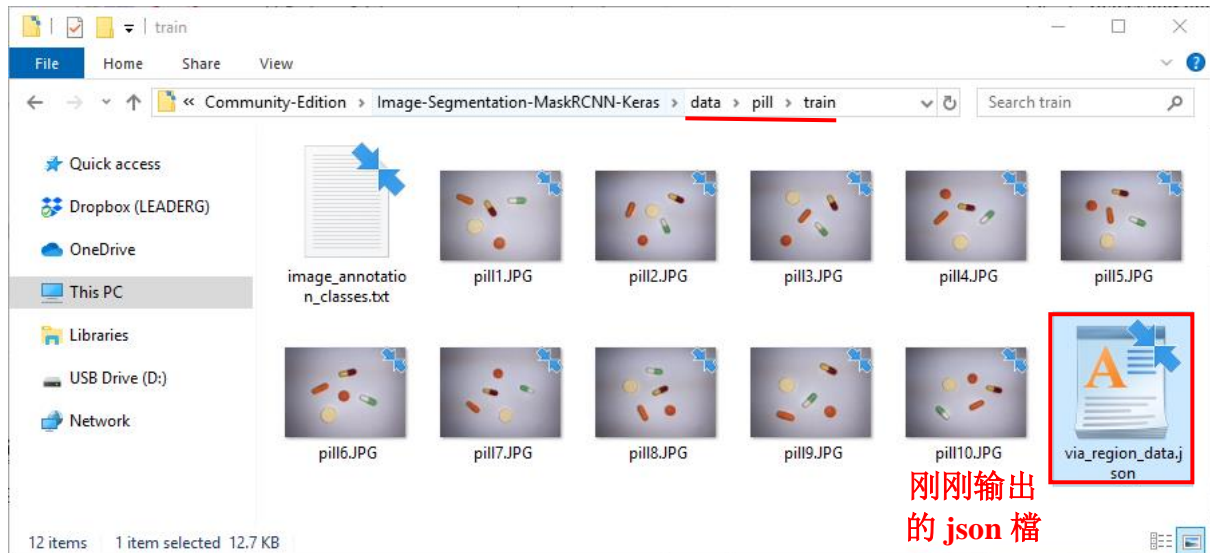 train
File Home Share View
« Community-Edition > Image-Segmentation-MaskRCNN-Keras > data > pill > train
Search train
Quick access
Dropbox (LEADERG)
OneDrive
This PC
Libraries
USB Drive (D:)
Network
image_annotatio
n_classes.txt
pill1.JPG
pill2.JPG
pill3.JPG
pill4.JPG
pill5.JPG
pill6.JPG
pill7.JPG
pill8.JPG
pill9.JPG
pill10.JPG
via_region_data.j
son
刚刚输出
的 json 檔
12 items 1 item selected 12.7 KB